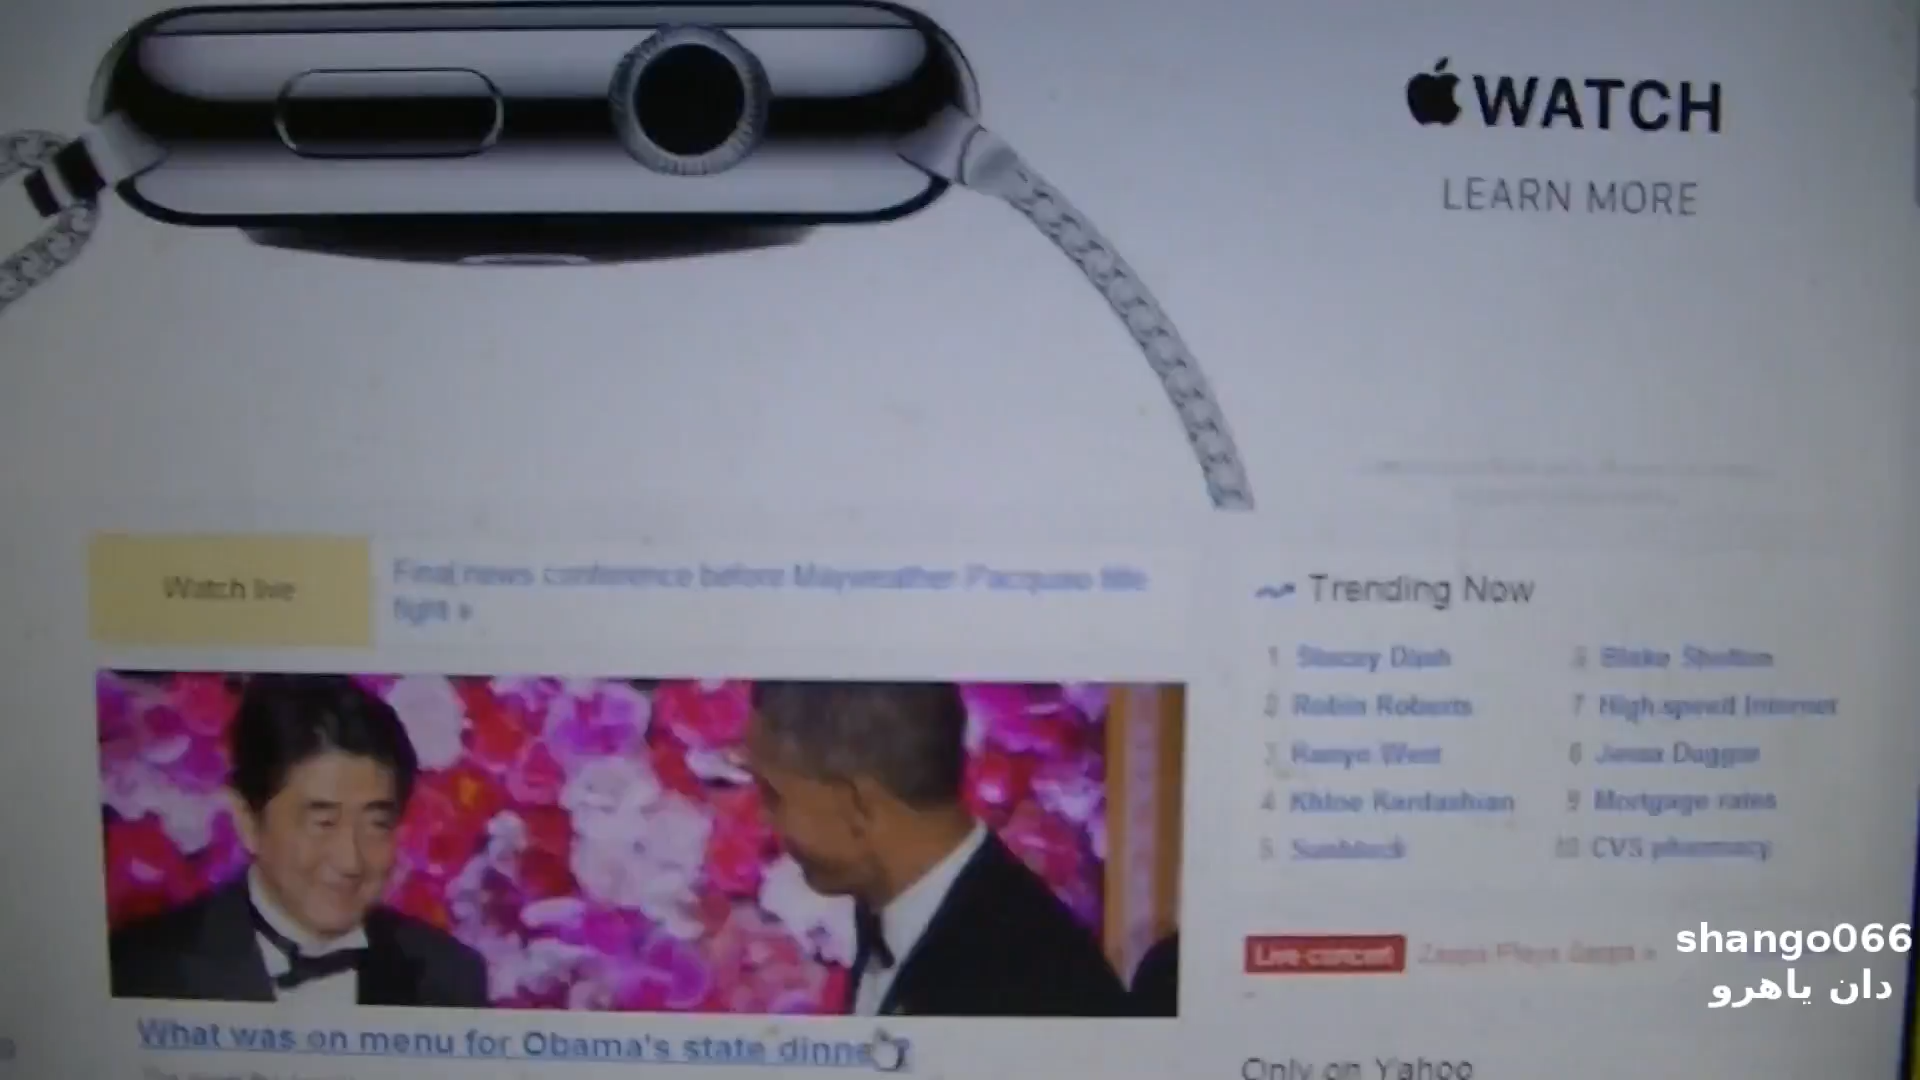 WATCH
LEARN MORE
Watch live
Final news conference before Mayweather Pacquiao title
fight »
Trending Now
1 Stacey Dash
2 Robin Roberts
3 Kanye West
4 Khloe Kardashian
5 Sunblock
Blake Shelton
7 High speed Internet
8 Jessa Duggar
9 Mortgage rates
10 CVS pharmacy
Live concert Zappa Plays Zappa »
What was on menu for Obama's state dinner?
Only on Yahoo
shango066
دان ياهرو